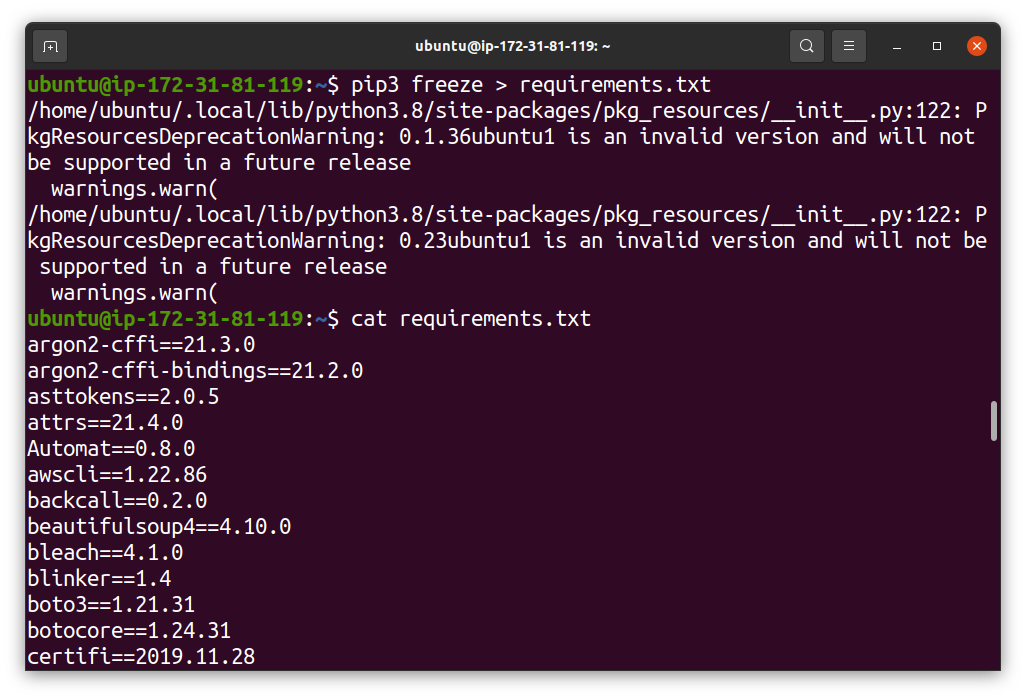 ubuntu@ip-172-31-81-119: ~
ubuntu@ip-172-31-81-119:~$ pip3 freeze > requirements.txt
/home/ubuntu/.local/lib/python3.8/site-packages/pkg_resources/__init__.py:122: P
kgResourcesDeprecationWarning: 0.1.36ubuntu1 is an invalid version and will not
be supported in a future release
  warnings.warn(
/home/ubuntu/.local/lib/python3.8/site-packages/pkg_resources/__init__.py:122: P
kgResourcesDeprecationWarning: 0.23ubuntu1 is an invalid version and will not be
 supported in a future release
  warnings.warn(
ubuntu@ip-172-31-81-119:~$ cat requirements.txt
argon2-cffi==21.3.0
argon2-cffi-bindings==21.2.0
asttokens==2.0.5
attrs==21.4.0
Automat==0.8.0
awscli==1.22.86
backcall==0.2.0
beautifulsoup4==4.10.0
bleach==4.1.0
blinker==1.4
boto3==1.21.31
botocore==1.24.31
certifi==2019.11.28